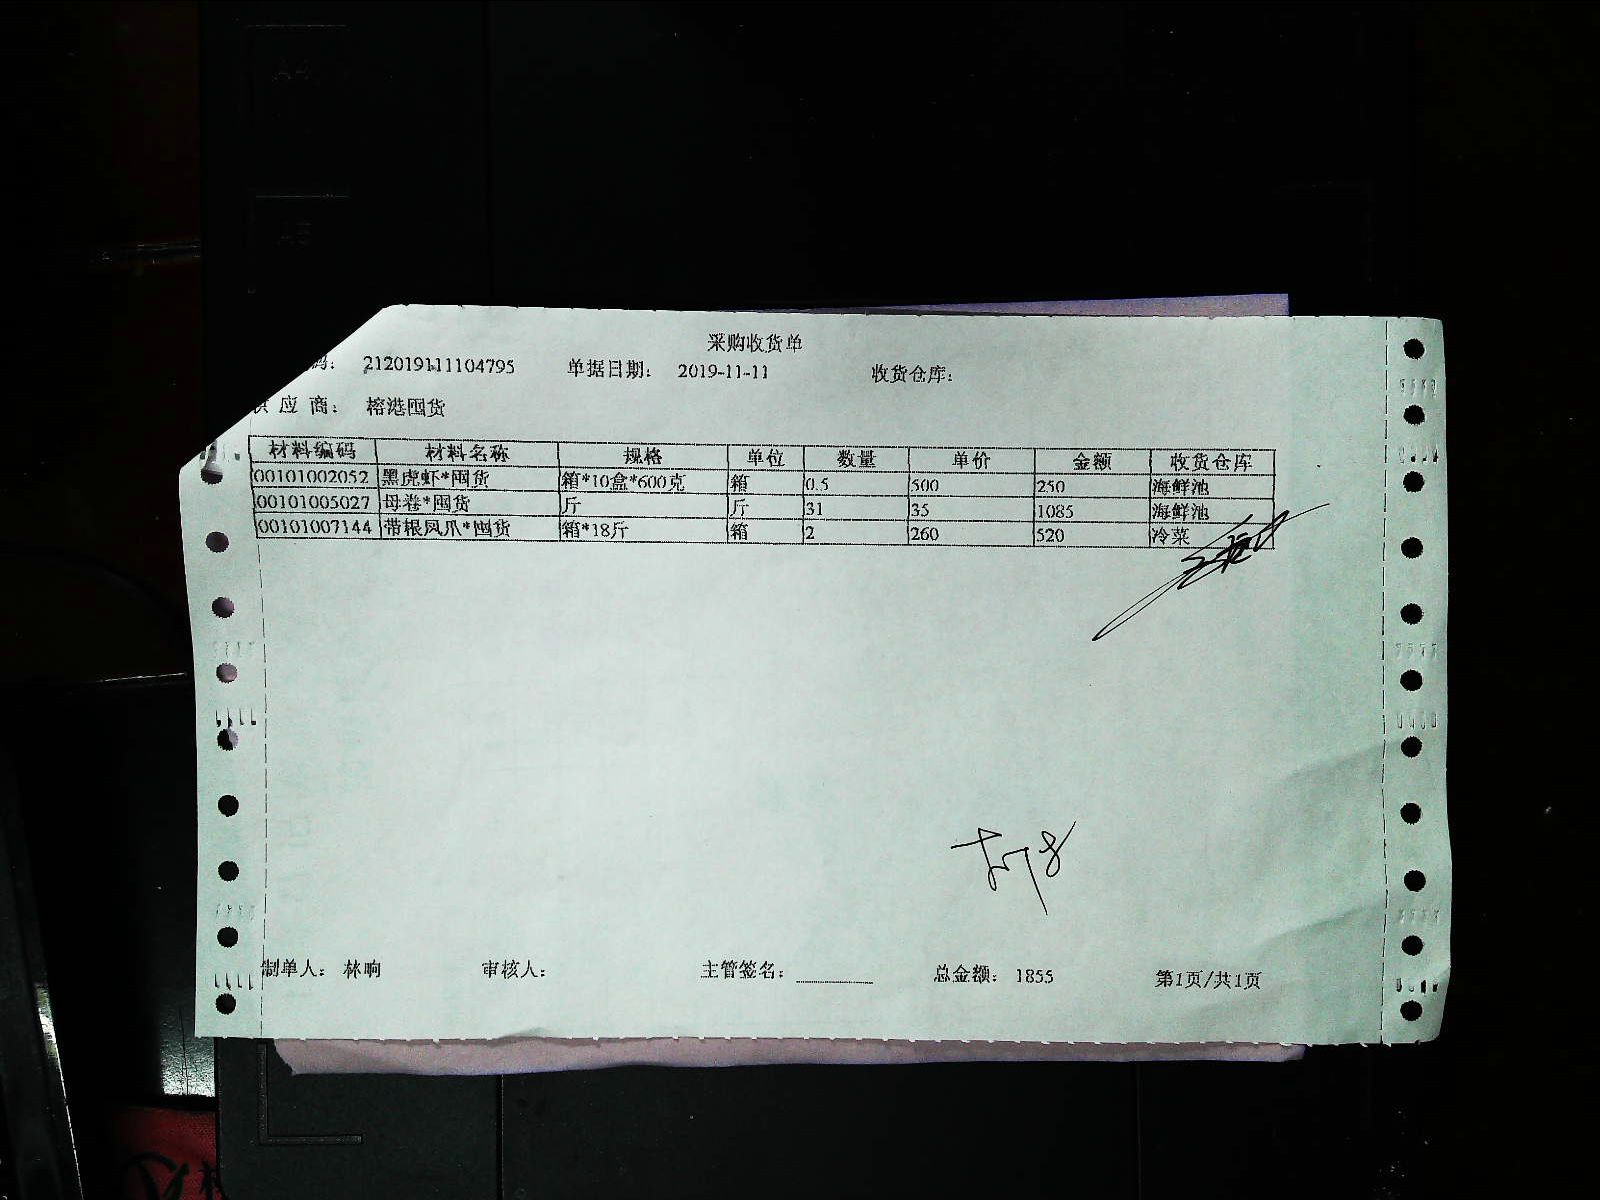 采购收货单
码： 212019111104795 单据日期： 2019-11-11 收货仓库：
供应商： 榕港囤货
材料编码 材料名称 规格 单位 数量 单价 金额 收货仓库
00101002052 黑虎虾*囤货 箱*10盒*600克 箱 0.5 500 250 海鲜池
00101005027 母卷*囤货 斤 斤 31 35 1085 海鲜池
00101007144 带根凤爪*囤货 箱*18斤 箱 2 260 520 冷菜
制单人： 林响 审核人： 主管签名： 总金额： 1855 第1页/共1页